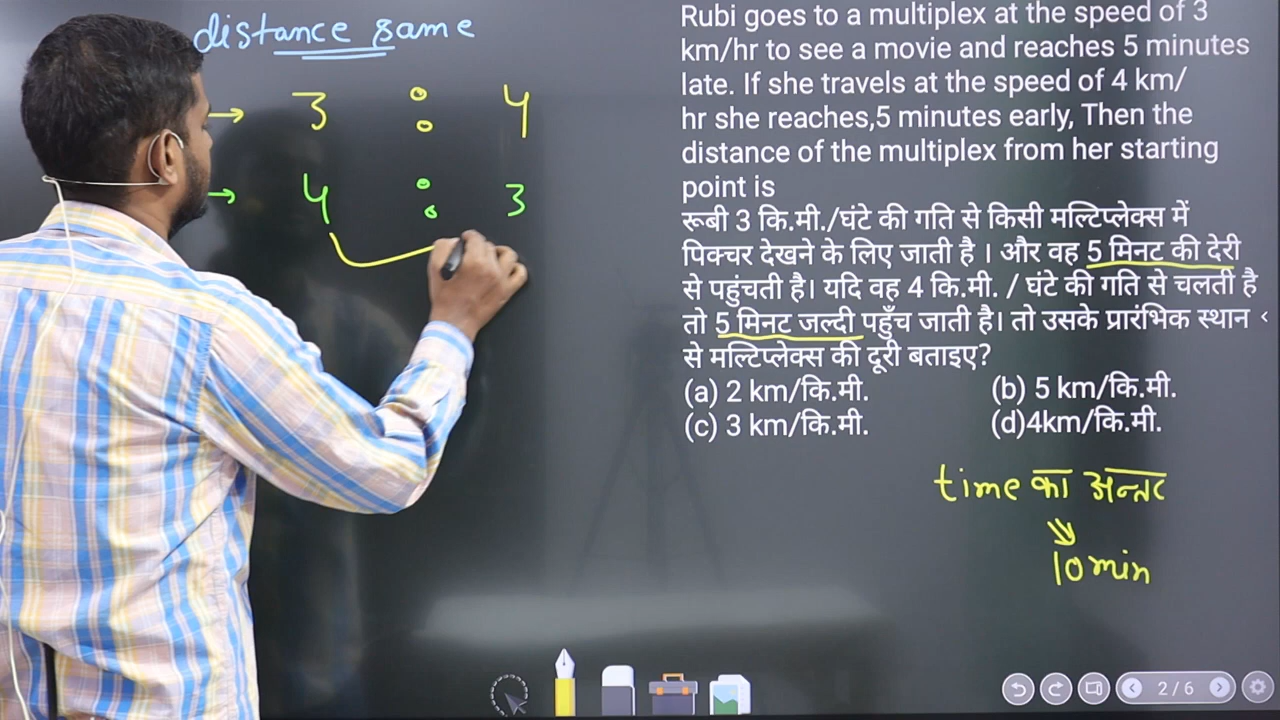 distance same
→ 3 : 4
→ 4 : 3
Rubi goes to a multiplex at the speed of 3
km/hr to see a movie and reaches 5 minutes
late. If she travels at the speed of 4 km/
hr she reaches,5 minutes early, Then the
distance of the multiplex from her starting
point is
रूबी 3 कि.मी./घंटे की गति से किसी मल्टिप्लेक्स में
पिक्चर देखने के लिए जाती है । और वह 5 मिनट की देरी
से पहुंचती है। यदि वह 4 कि.मी. / घंटे की गति से चलती है
तो 5 मिनट जल्दी पहुँच जाती है। तो उसके प्रारंभिक स्थान
से मल्टिप्लेक्स की दूरी बताइए?
(a) 2 km/कि.मी. (b) 5 km/कि.मी.
(c) 3 km/कि.मी. (d)4km/कि.मी.
time का अन्तर
10 min
2 / 6